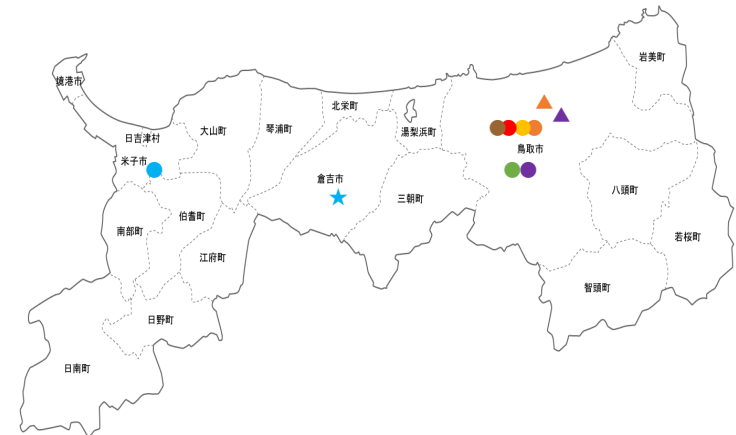 岩美町
境港市
北栄町
琴浦町
大山町
湯梨浜町
日吉津村
鳥取市
米子市
倉吉市
八頭町
三朝町
伯耆町
南部町
若桜町
江府町
智頭町
日野町
日南町